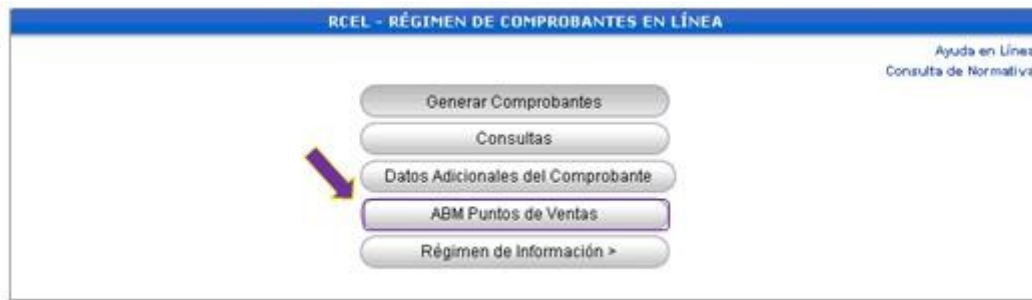 RCEL - RÉGIMEN DE COMPROBANTES EN LÍNEA
Ayuda en Línea
Consulta de Normativa
Generar Comprobantes
Consultas
Datos Adicionales del Comprobante
ABM Puntos de Ventas
Régimen de Información >